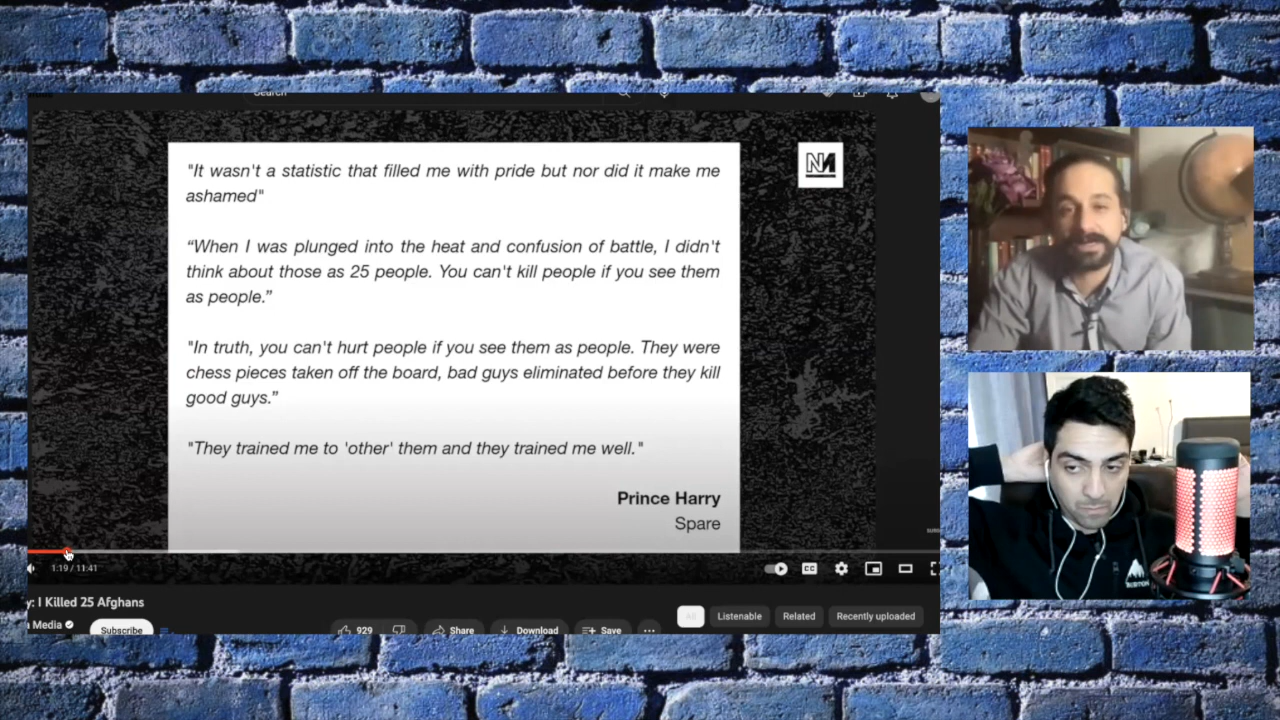 Search
"It wasn't a statistic that filled me with pride but nor did it make me
ashamed"
“When I was plunged into the heat and confusion of battle, I didn't
think about those as 25 people. You can't kill people if you see them
as people.”
"In truth, you can't hurt people if you see them as people. They were
chess pieces taken off the board, bad guys eliminated before they kill
good guys.”
"They trained me to 'other' them and they trained me well."
Prince Harry
Spare
NM
1:19 / 11:41
CC
y: I Killed 25 Afghans
a Media
Subscribe
929
Share
Download
Save
All
Listenable
Related
Recently uploaded
BURTON